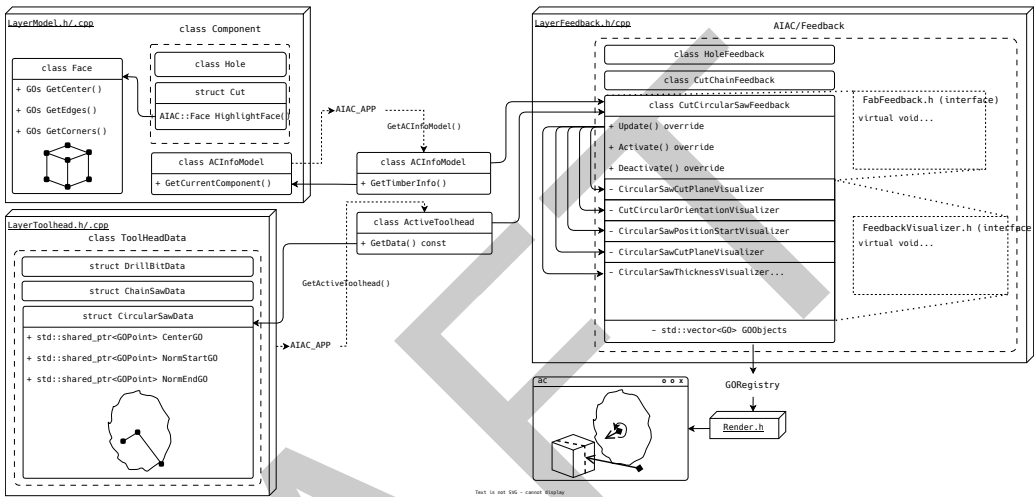 LayerModel.h/.cpp
class Component
class Face
+ GOs GetCenter()
+ GOs GetEdges()
+ GOs GetCorners()
class Hole
struct Cut
AIAC::Face HighlightFace()
class ACInfoModel
+ GetCurrentComponent()
AIAC_APP
GetACInfoModel()
class ACInfoModel
+ GetTimberInfo()
class ActiveToolhead
+ GetData() const
GetActiveToolhead()
AIAC_APP
LayerToolhead.h/.cpp
class ToolHeadData
struct DrillBitData
struct ChainSawData
struct CircularSawData
+ std::shared_ptr<GOPoint> CenterGO
+ std::shared_ptr<GOPoint> NormStartGO
+ std::shared_ptr<GOPoint> NormEndGO
LayerFeedback.h/cpp
AIAC/Feedback
class HoleFeedback
class CutChainFeedback
class CutCircularSawFeedback
+ Update() override
+ Activate() override
+ Deactivate() override
- CircularSawCutPlaneVisualizer
- CutCircularOrientationVisualizer
- CircularSawPositionStartVisualizer
- CircularSawCutPlaneVisualizer
- CircularSawThicknessVisualizer...
- std::vector<GO> GOObjects
FabFeedback.h (interface)
virtual void...
FeedbackVisualizer.h (interface
virtual void...
GORegistry
Render.h
ac
o o x
Text is not SVG - cannot display
DRAFT